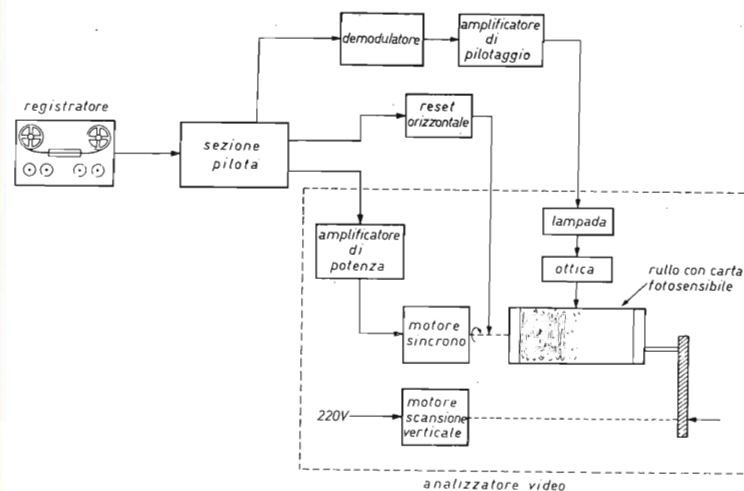 demodulatore
amplificatore
di
pilotaggio
registratore
reset
orizzontale
sezione
pilota
amplificatore
di
potenza
lampada
ottica
rullo con carta
fotosensibile
motore
sincrono
220V
motore
scansione
verticale
analizzatore video